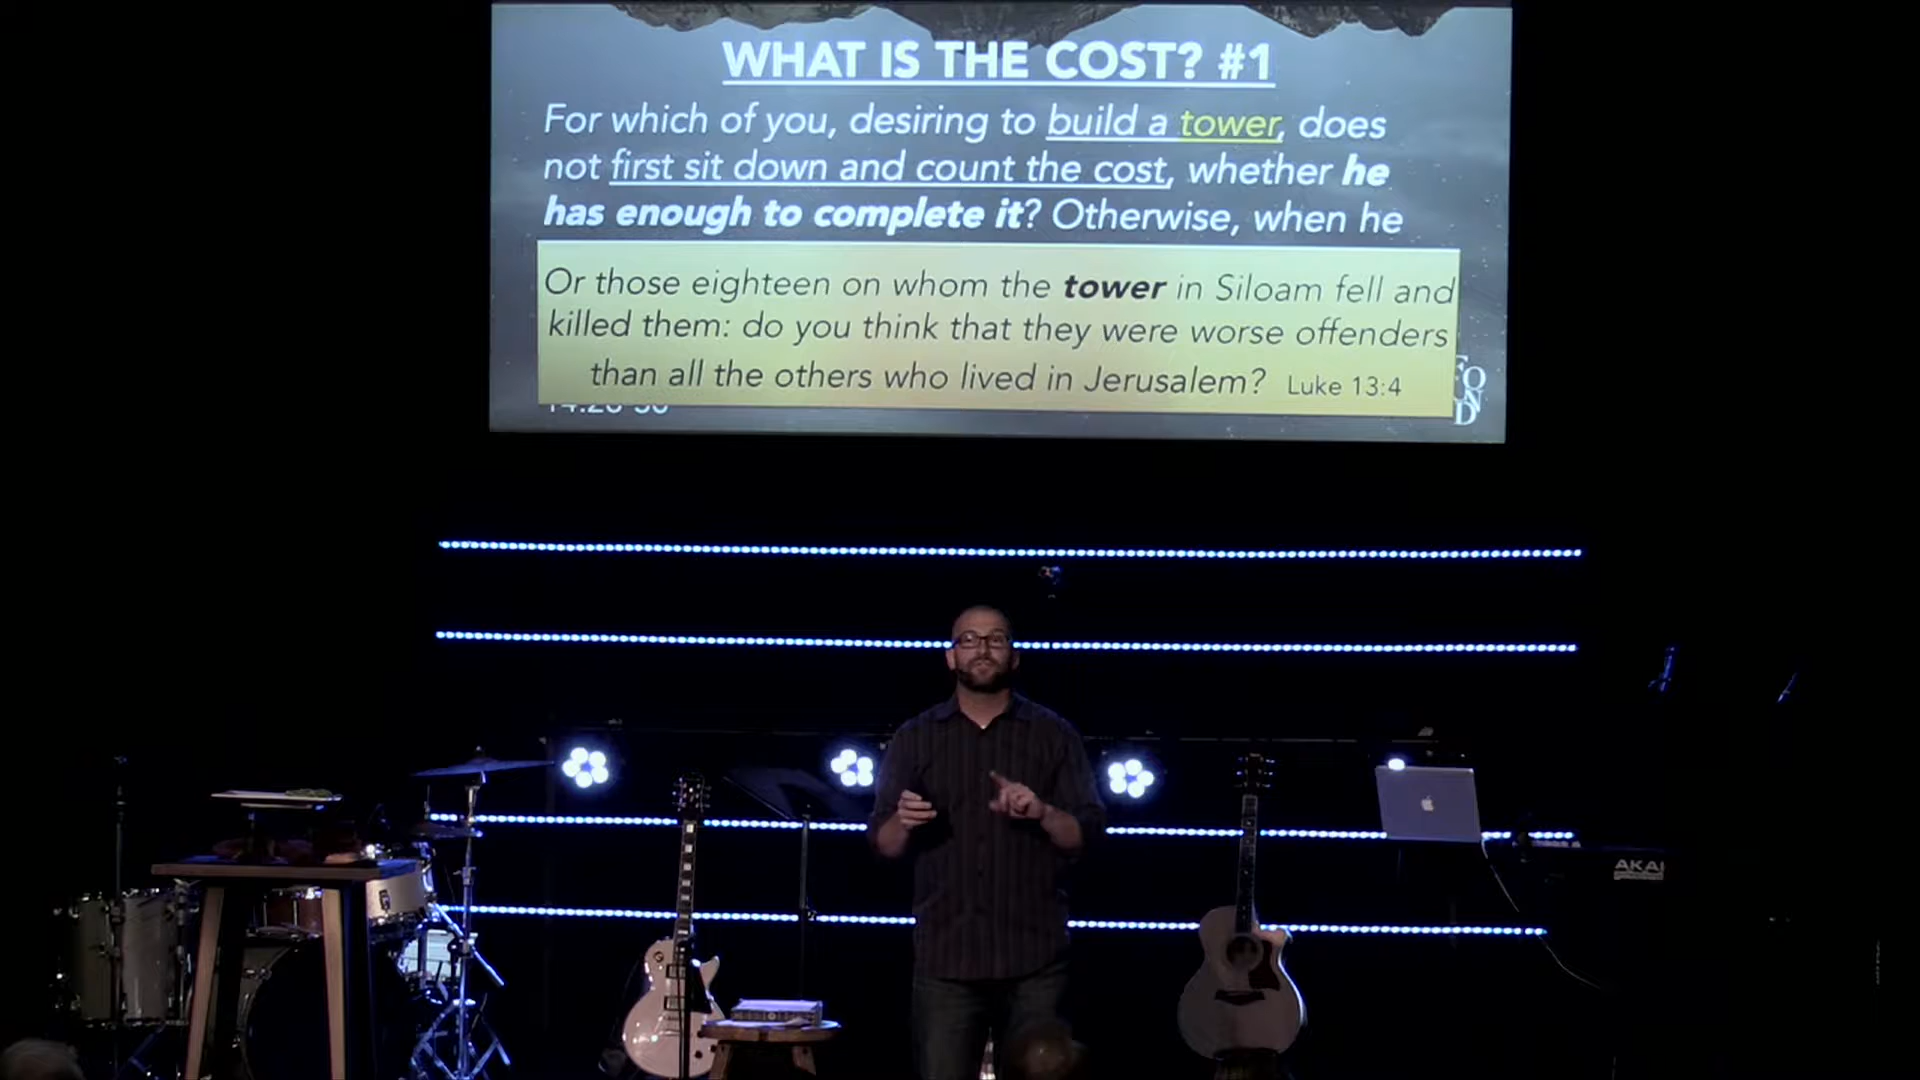 WHAT IS THE COST? #1
For which of you, desiring to build a tower, does
not first sit down and count the cost, whether he
has enough to complete it? Otherwise, when he
Or those eighteen on whom the tower in Siloam fell and
killed them: do you think that they were worse offenders
than all the others who lived in Jerusalem? Luke 13:4
AKAI